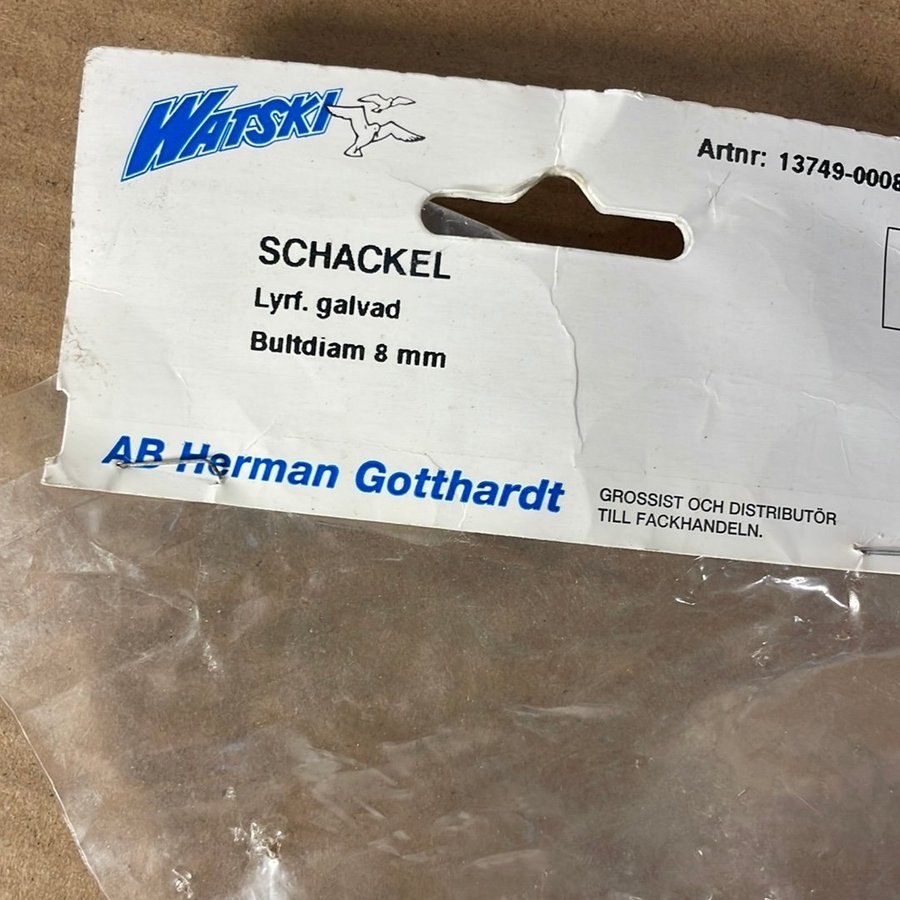 WATSKI
Artnr: 13749-0008
SCHACKEL
Lyrf. galvad
Bultdiam 8 mm
AB Herman Gotthardt
GROSSIST OCH DISTRIBUTÖR
TILL FACKHANDELN.